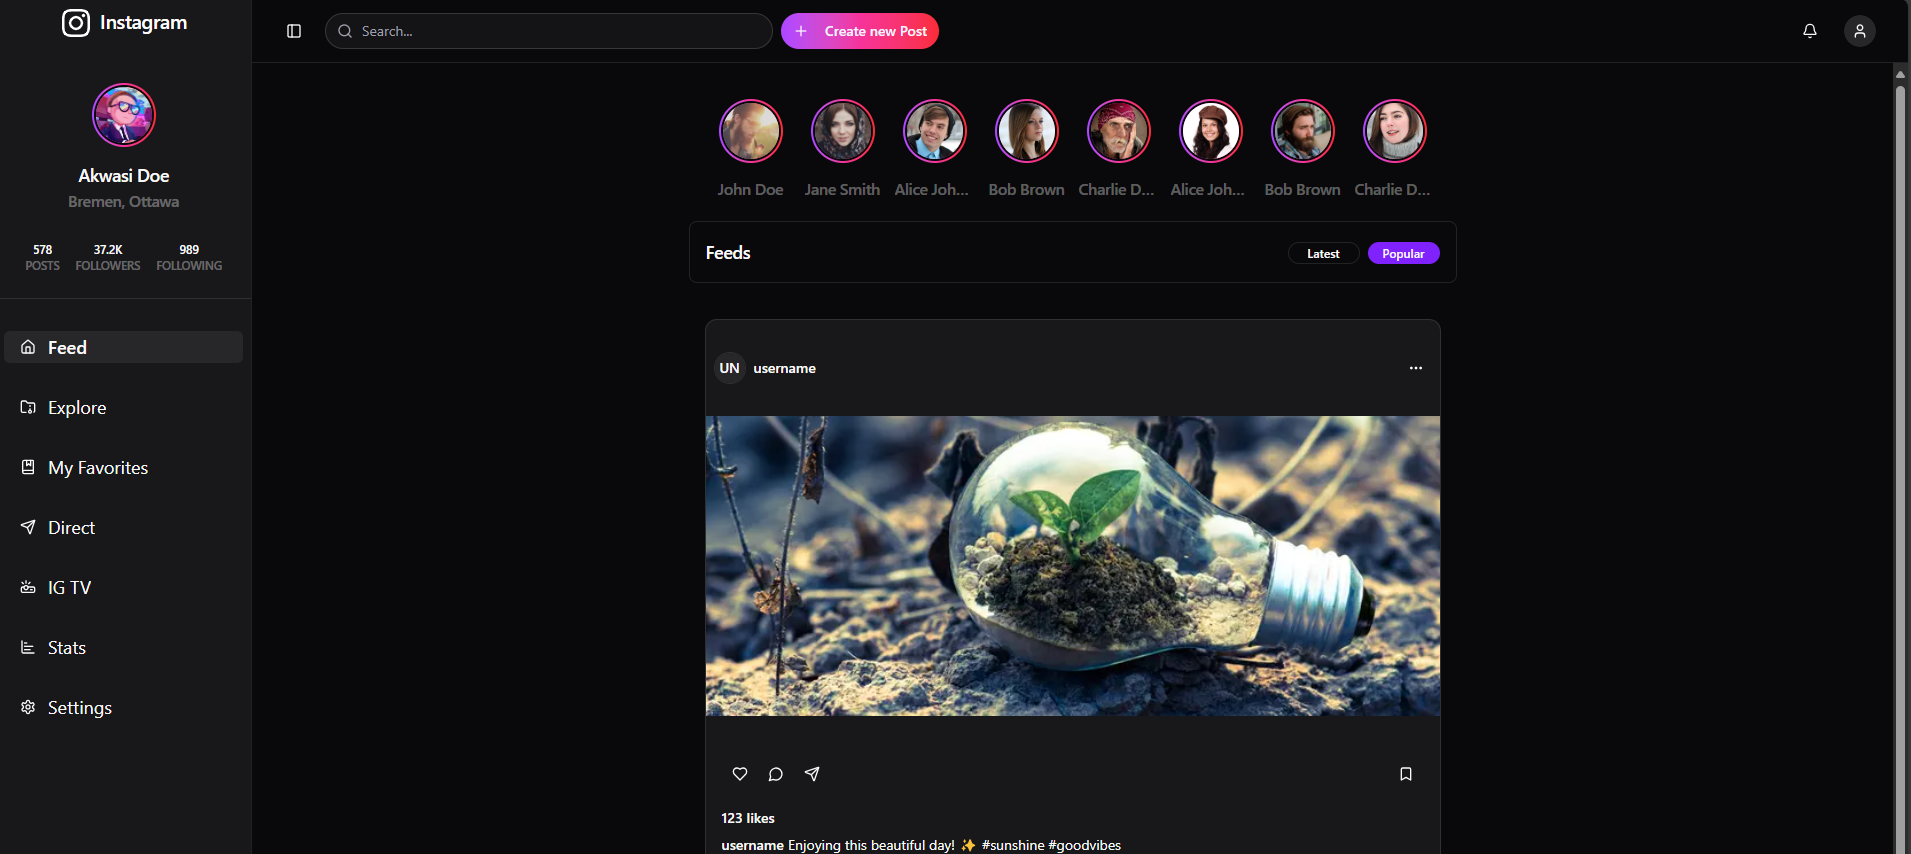 Instagram
Search...
Create new Post
Akwasi Doe
Bremen, Ottawa
578
POSTS
37.2K
FOLLOWERS
989
FOLLOWING
Feed
Explore
My Favorites
Direct
IG TV
Stats
Settings
John Doe
Jane Smith
Alice Joh...
Bob Brown
Charlie D...
Alice Joh...
Bob Brown
Charlie D...
Feeds
Latest
Popular
UN
username
123 likes
username Enjoying this beautiful day! ✨ #sunshine #goodvibes